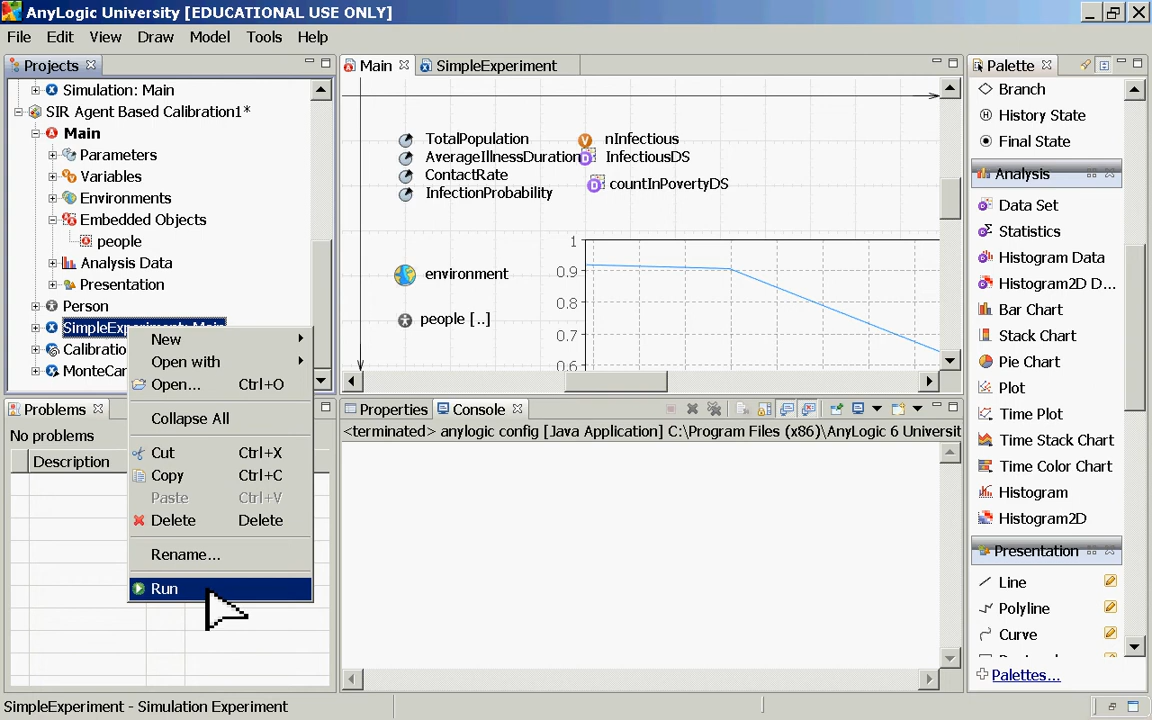 AnyLogic University [EDUCATIONAL USE ONLY]
File Edit View Draw Model Tools Help
Projects
Simulation: Main
SIR Agent Based Calibration1*
Main
Parameters
Variables
Environments
Embedded Objects
people
Analysis Data
Presentation
Person
SimpleExperiment: Main
Calibratio
MonteCar
New
Open with
Open... Ctrl+O
Collapse All
Cut Ctrl+X
Copy Ctrl+C
Paste Ctrl+V
Delete Delete
Rename...
Run
Problems
No problems
Description
Main SimpleExperiment
TotalPopulation
AverageIllnessDuration
ContactRate
InfectionProbability
nInfectious
InfectiousDS
countInPovertyDS
environment
people [..]
1
0.9
0.8
0.7
0.6
Properties Console
<terminated> anylogic config [Java Application] C:\Program Files (x86)\AnyLogic 6 Universit
Palette
Branch
History State
Final State
Analysis
Data Set
Statistics
Histogram Data
Histogram2D D...
Bar Chart
Stack Chart
Pie Chart
Plot
Time Plot
Time Stack Chart
Time Color Chart
Histogram
Histogram2D
Presentation
Line
Polyline
Curve
Palettes...
SimpleExperiment - Simulation Experiment